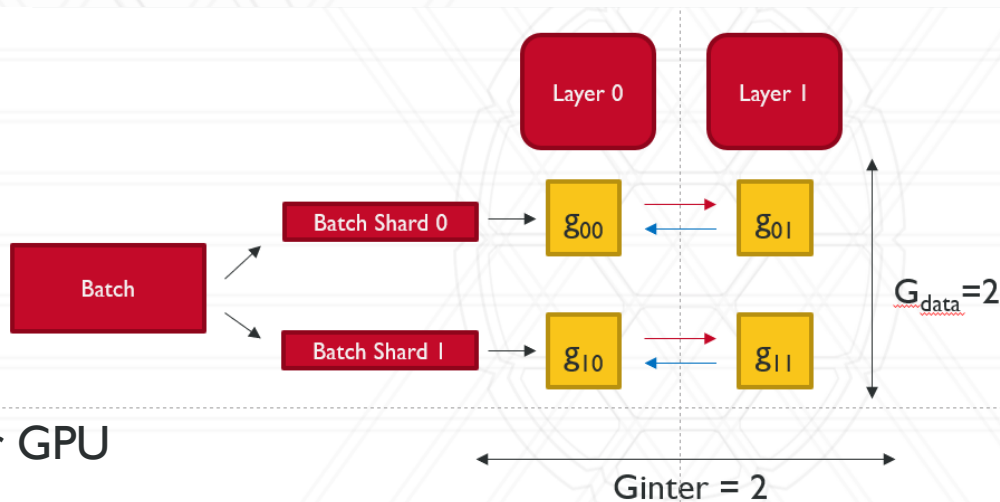 Layer 0
Layer 1
Batch Shard 0
g00
g01
Batch
G data=2
Batch Shard 1
g10
g11
GPU
Ginter = 2